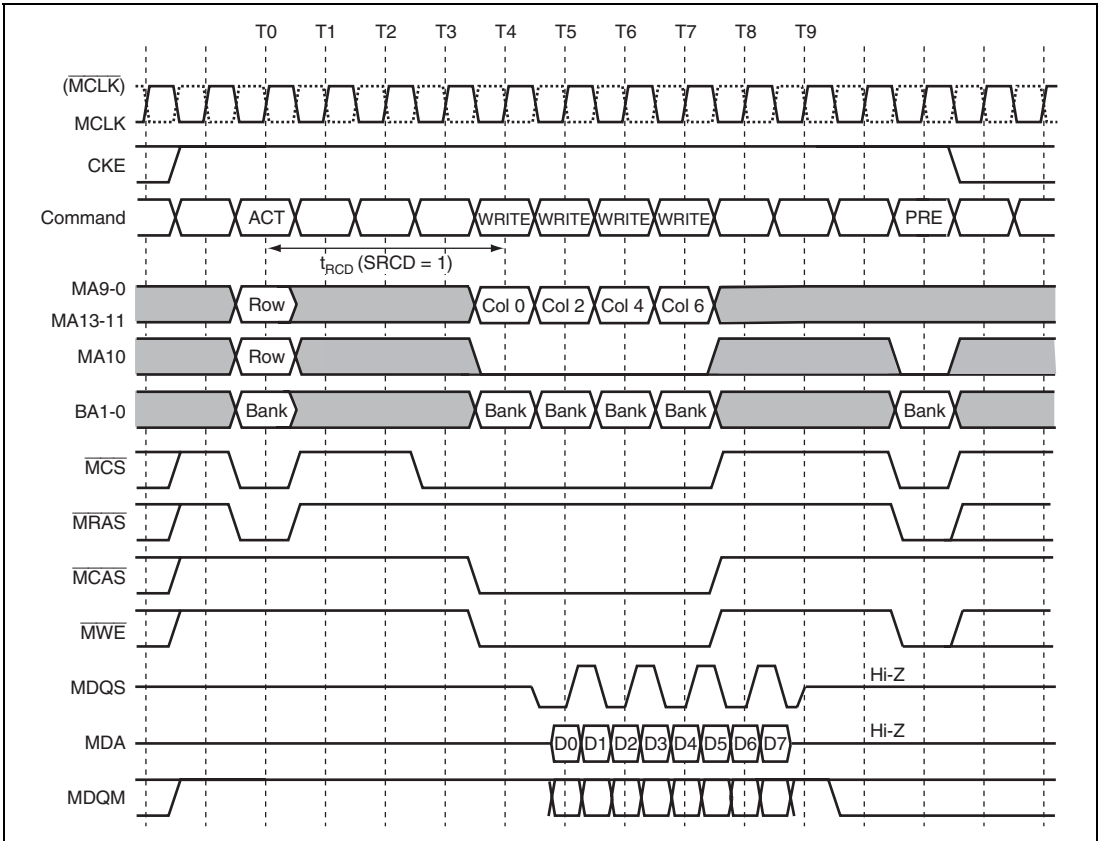 T0 T1 T2 T3 T4 T5 T6 T7 T8 T9
(MCLK)
MCLK
CKE
Command ACT WRITE WRITE WRITE WRITE PRE
tRCD (SRCD = 1)
MA9-0
MA13-11
Row Col 0 Col 2 Col 4 Col 6
MA10 Row
BA1-0 Bank Bank Bank Bank Bank Bank
MCS
MRAS
MCAS
MWE
MDQS Hi-Z
MDA D0 D1 D2 D3 D4 D5 D6 D7 Hi-Z
MDQM